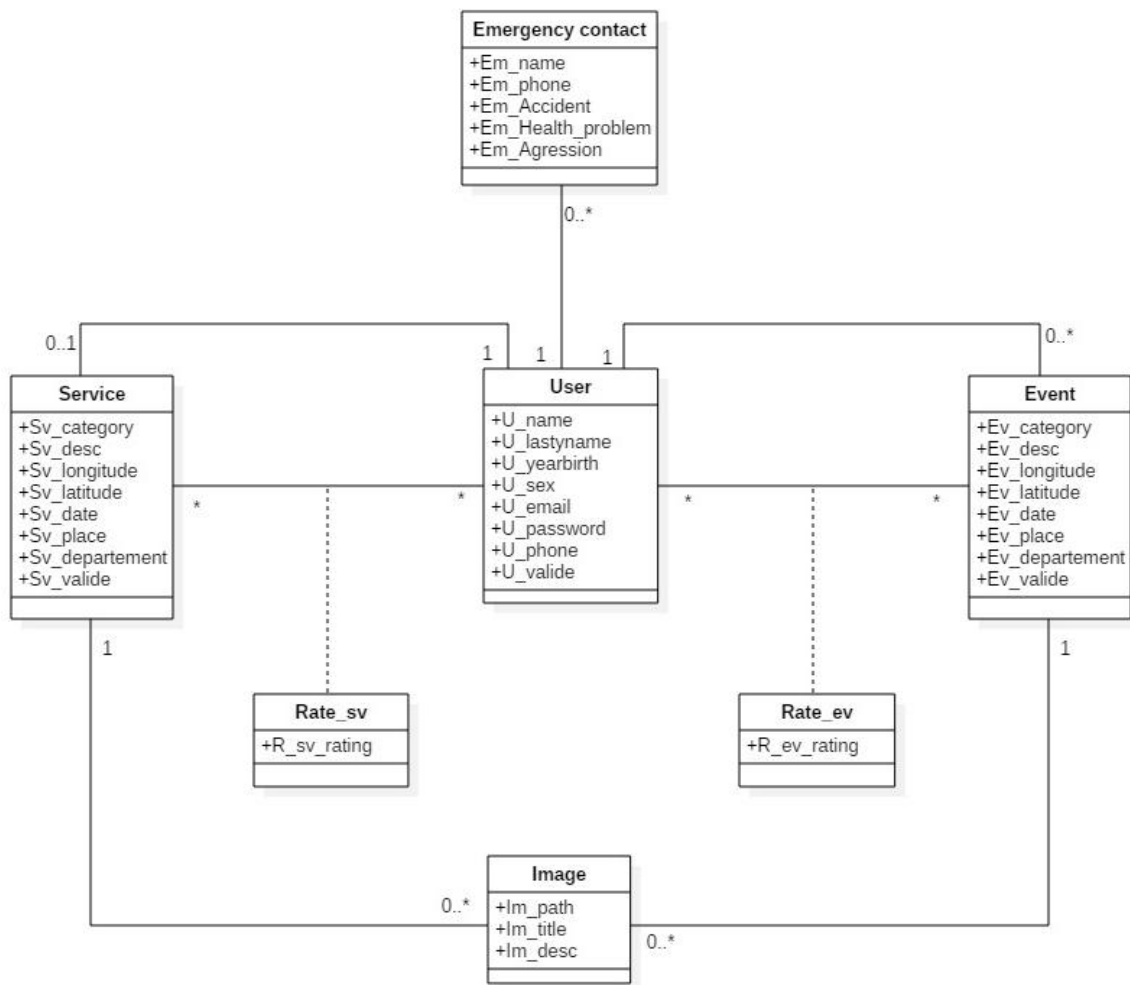 Emergency contact
+Em_name
+Em_phone
+Em_Accident
+Em_Health_problem
+Em_Agression
0..*
0..1
1
1
1
0..*
Service
+Sv_category
+Sv_desc
+Sv_longitude
+Sv_latitude
+Sv_date
+Sv_place
+Sv_departement
+Sv_valide
User
+U_name
+U_lastyname
+U_yearbirth
+U_sex
+U_email
+U_password
+U_phone
+U_valide
Event
+Ev_category
+Ev_desc
+Ev_longitude
+Ev_latitude
+Ev_date
+Ev_place
+Ev_departement
+Ev_valide
*
*
*
*
1
1
Rate_sv
+R_sv_rating
Rate_ev
+R_ev_rating
Image
+Im_path
+Im_title
+Im_desc
0..*
0..*